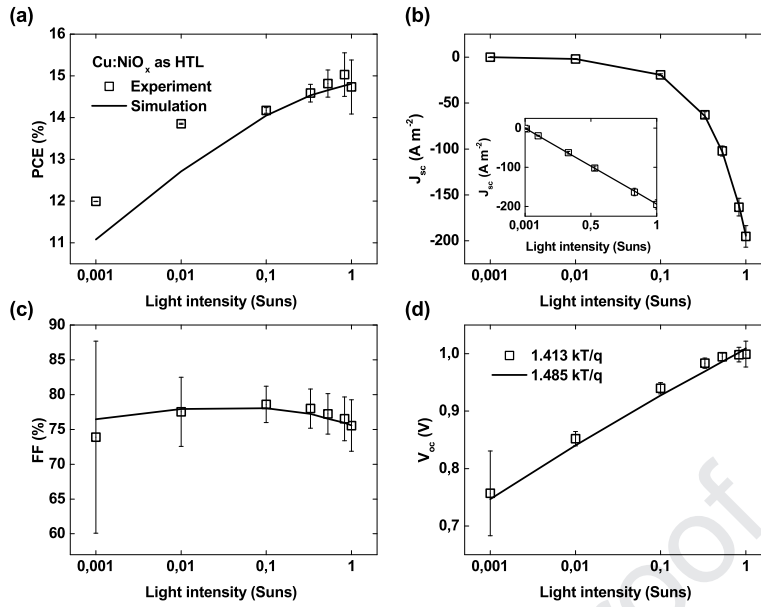 (a)
16
15
14
13
12
11
PCE (%)
Cu:NiOx as HTL
Experiment
Simulation
0,001
0,01
0,1
1
Light intensity (Suns)
(b)
0
-50
-100
-150
-200
Jsc (A m-2)
0
-100
-200
Jsc (A m-2)
0,001
0,5
1
Light intensity (Suns)
0,001
0,01
0,1
1
Light intensity (Suns)
(c)
90
85
80
75
70
65
60
FF (%)
0,001
0,01
0,1
1
Light intensity (Suns)
(d)
1,0
0,9
0,8
0,7
Voc (V)
1.413 kT/q
1.485 kT/q
0,001
0,01
0,1
1
Light intensity (Suns)
roof